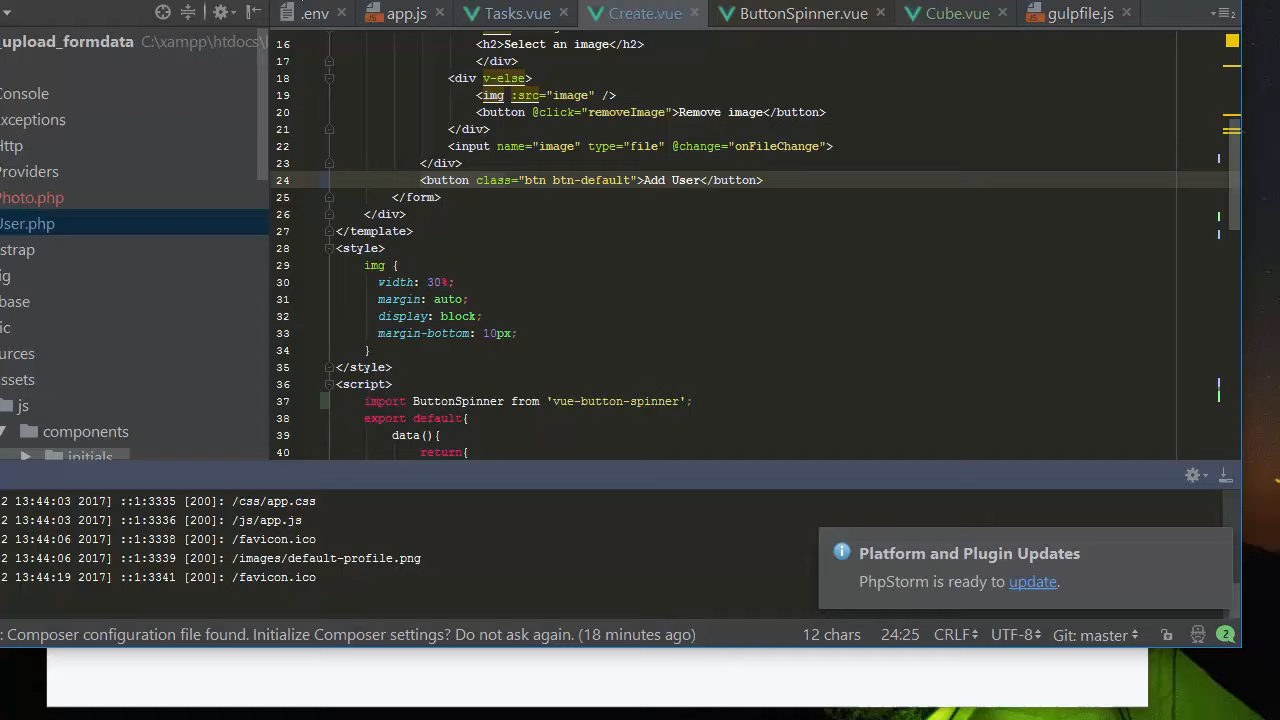 .env app.js Tasks.vue Create.vue ButtonSpinner.vue Cube.vue gulpfile.js
_upload_formdata C:\xampp\htdocs\
Console
Exceptions
Http
Providers
Photo.php
User.php
strap
ig
base
ic
urces
assets
js
components
initials
16 <h2>Select an image</h2>
17 </div>
18 <div v-else>
19 <img :src="image" />
20 <button @click="removeImage">Remove image</button>
21 </div>
22 <input name="image" type="file" @change="onFileChange">
23 </div>
24 <button class="btn btn-default">Add User</button>
25 </form>
26 </div>
27 </template>
28 <style>
29 img {
30 width: 30%;
31 margin: auto;
32 display: block;
33 margin-bottom: 10px;
34 }
35 </style>
36 <script>
37 import ButtonSpinner from 'vue-button-spinner';
38 export default{
39 data(){
40 return{
2 13:44:03 2017] ::1:3335 [200]: /css/app.css
2 13:44:03 2017] ::1:3336 [200]: /js/app.js
2 13:44:06 2017] ::1:3338 [200]: /favicon.ico
2 13:44:06 2017] ::1:3339 [200]: /images/default-profile.png
2 13:44:19 2017] ::1:3341 [200]: /favicon.ico
Platform and Plugin Updates
PhpStorm is ready to update.
: Composer configuration file found. Initialize Composer settings? Do not ask again. (18 minutes ago) 12 chars 24:25 CRLF UTF-8 Git: master 2